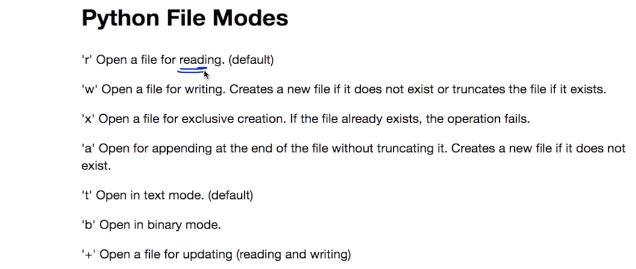 Python File Modes
'r' Open a file for reading. (default)
'w' Open a file for writing. Creates a new file if it does not exist or truncates the file if it exists.
'x' Open a file for exclusive creation. If the file already exists, the operation fails.
'a' Open for appending at the end of the file without truncating it. Creates a new file if it does not
exist.
't' Open in text mode. (default)
'b' Open in binary mode.
'+' Open a file for updating (reading and writing)